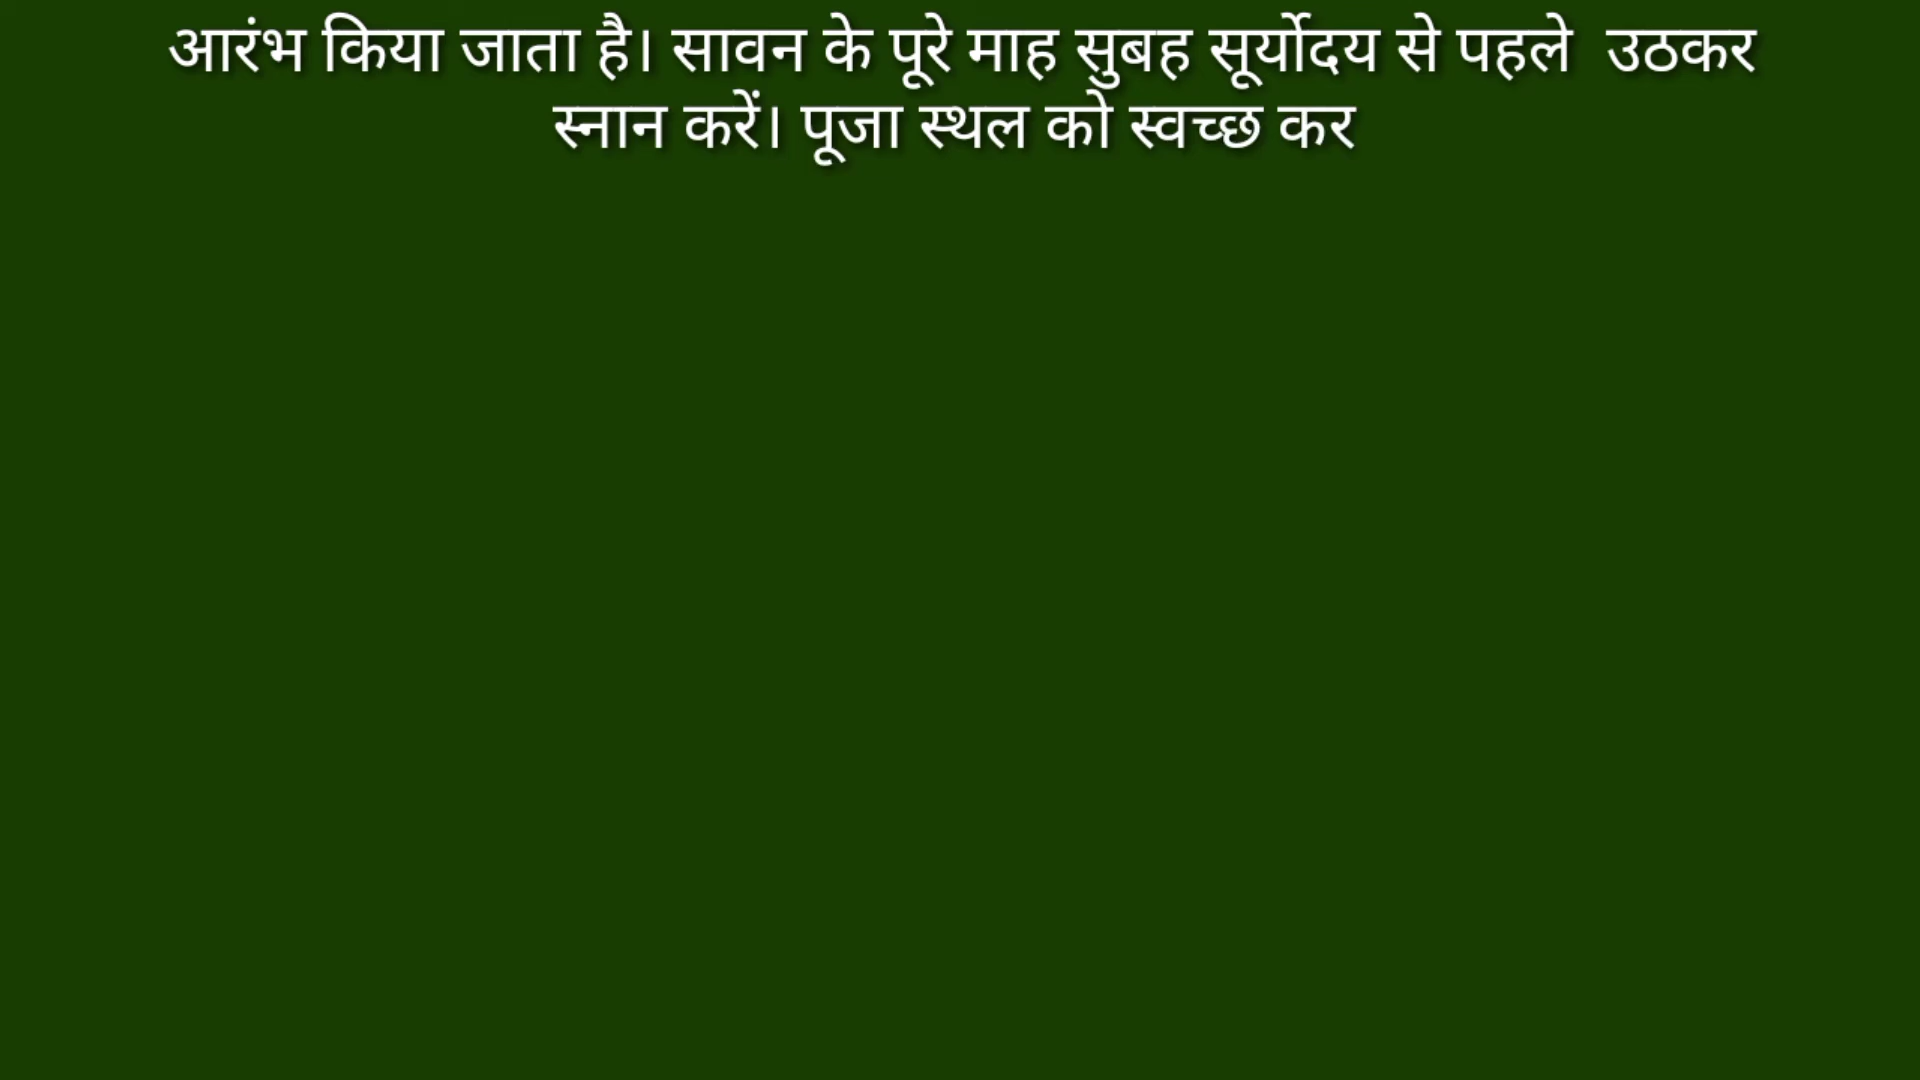 आरंभ किया जाता है। सावन के पूरे माह सुबह सूर्योदय से पहले  उठकर
स्नान करें। पूजा स्थल को स्वच्छ कर